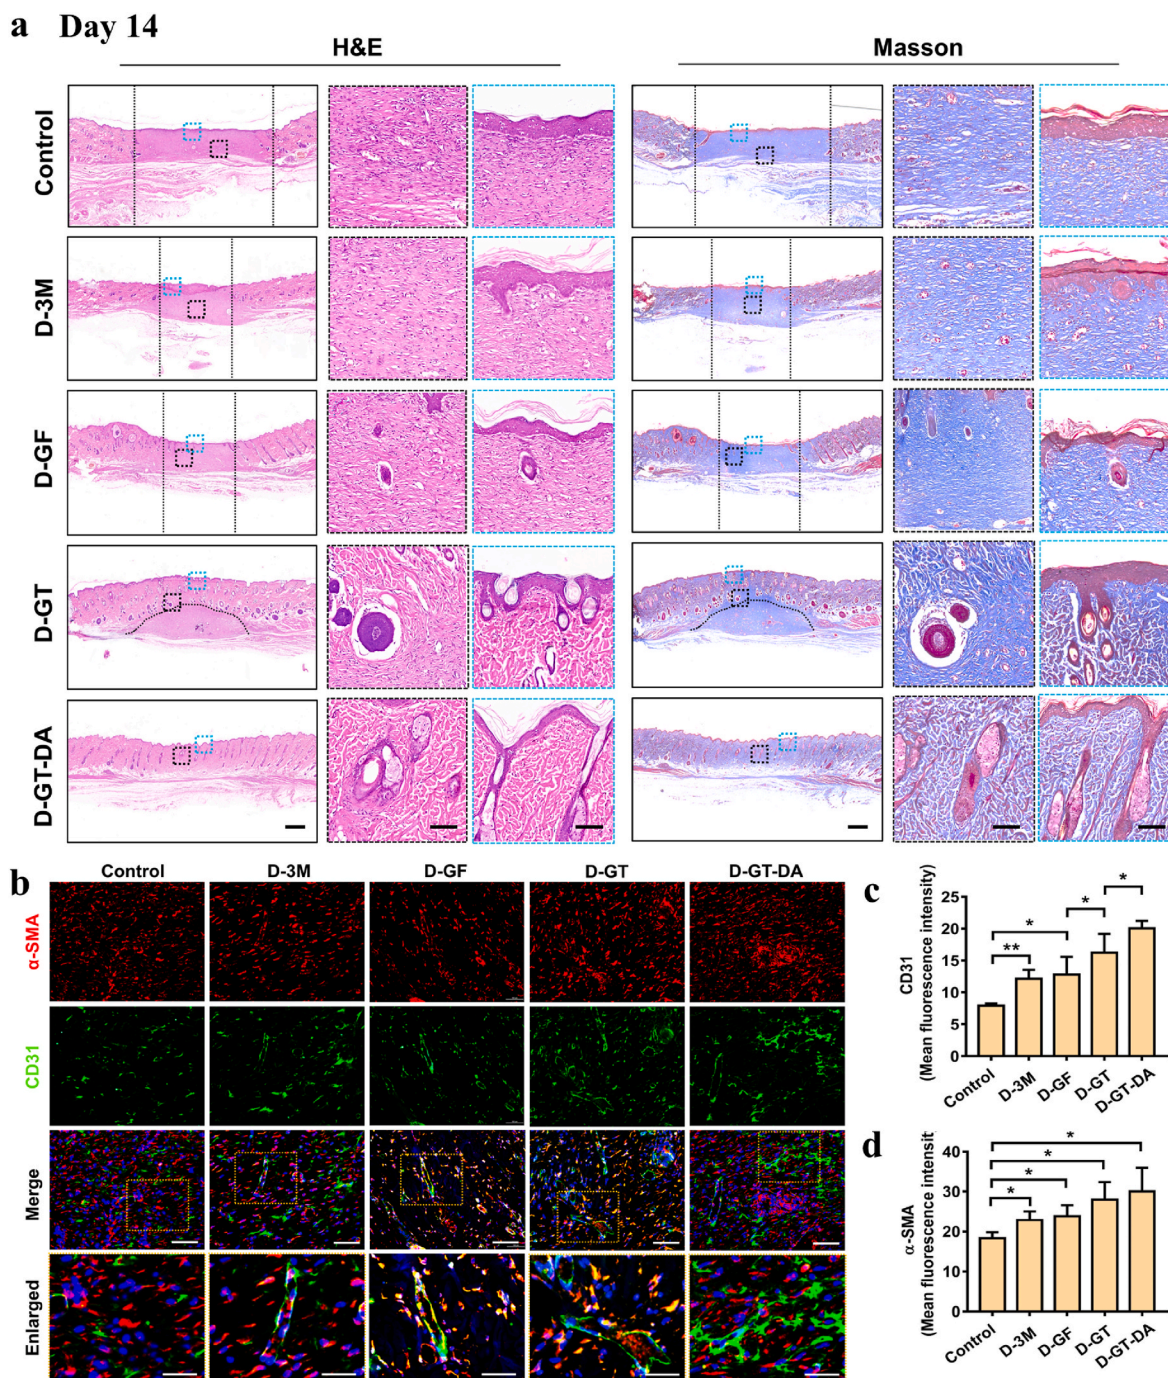 a Day 14
H&E
Masson
Control
D-3M
D-GF
D-GT
D-GT-DA
b
Control D-3M D-GF D-GT D-GT-DA
α-SMA
CD31
Merge
Enlarged
c
CD31
(Mean fluorescence intensity)
25
20
15
10
5
0
**
*
*
*
Control D-3M D-GF D-GT D-GT-DA
d
α-SMA
(Mean fluorescence intensit
40
30
20
10
0
*
*
*
*
Control D-3M D-GF D-GT D-GT-DA